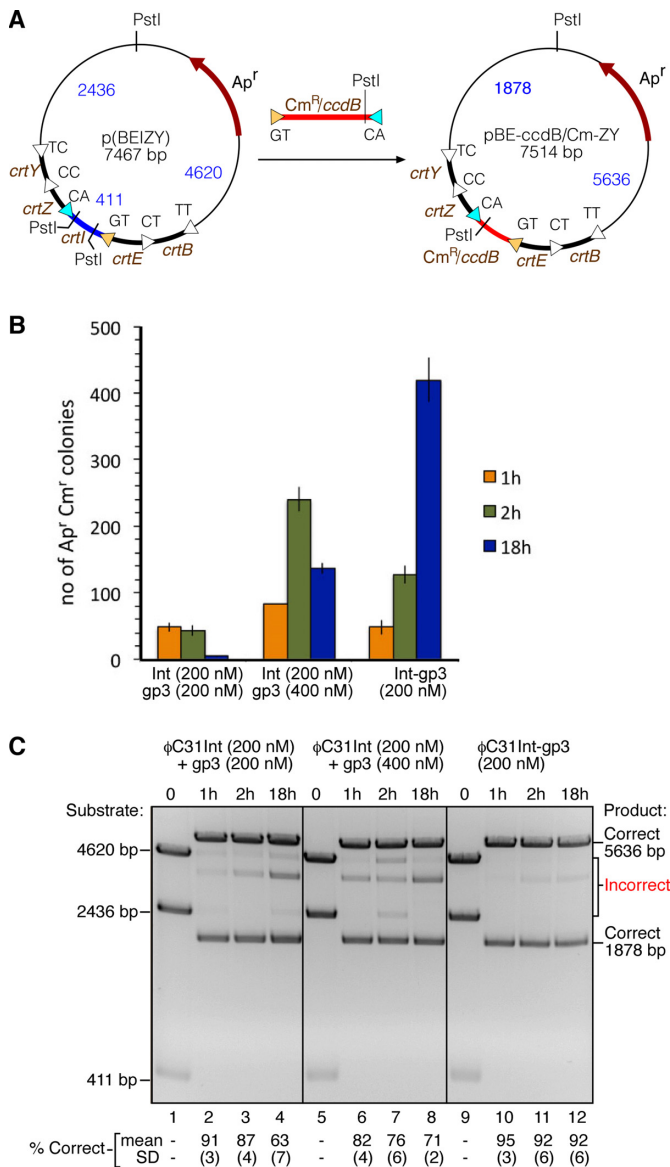 A
PstI
2436
Apr
p(BEIZY)
7467 bp
4620
TC
crtY
CC
CA
411
crtZ
GT
CT
TT
PstI
crtI
PstI
crtE
crtB
PstI
CmR/ccdB
GT
CA
PstI
1878
Apr
pBE-ccdB/Cm-ZY
7514 bp
5636
TC
crtY
CC
CA
crtZ
GT
CT
TT
PstI
CmR/ccdB
crtE
crtB
B
no of Apr Cmr colonies
500
400
300
200
100
0
1h
2h
18h
Int (200 nM)
gp3 (200 nM)
Int (200 nM)
gp3 (400 nM)
Int-gp3
(200 nM)
C
ϕC31Int (200 nM)
+ gp3 (200 nM)
ϕC31Int (200 nM)
+ gp3 (400 nM)
ϕC31Int-gp3
(200 nM)
Substrate: 0 1h 2h 18h 0 1h 2h 18h 0 1h 2h 18h Product:
4620 bp
2436 bp
411 bp
Correct
5636 bp
Incorrect
Correct
1878 bp
1 2 3 4 5 6 7 8 9 10 11 12
% Correct
mean - 91 87 63 - 82 76 71 - 95 92 92
SD - (3) (4) (7) - (4) (6) (2) - (3) (6) (6)